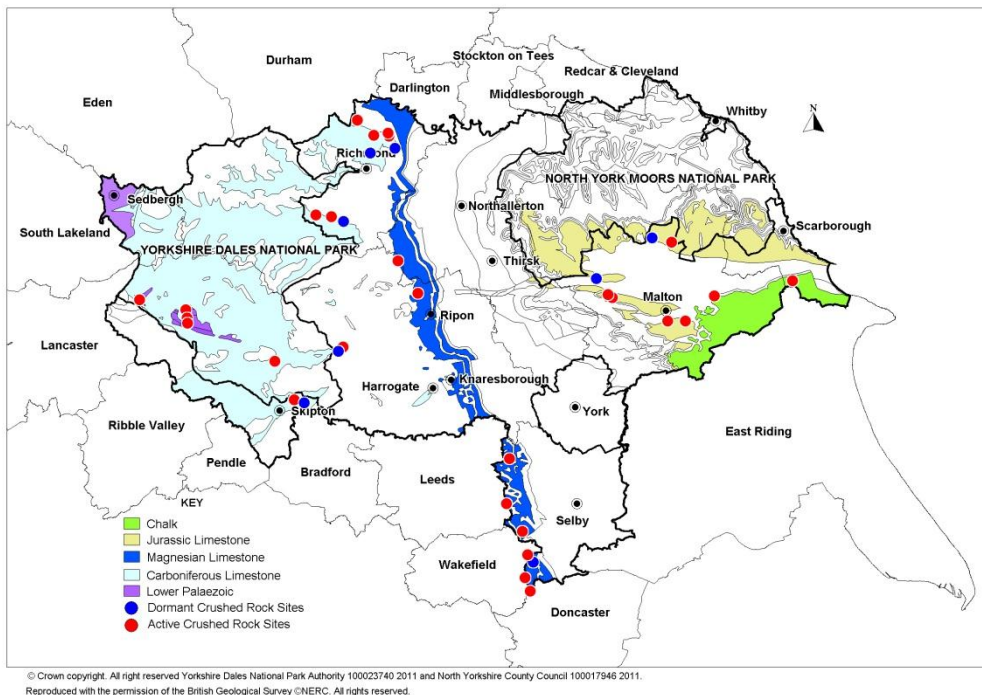 Durham
Stockton on Tees
Redcar & Cleveland
Darlington
Middlesborough
Eden
Whitby
N
Richmond
NORTH YORK MOORS NATIONAL PARK
Sedbergh
Northallerton
South Lakeland
Scarborough
YORKSHIRE DALES NATIONAL PARK
Thirsk
Malton
Ripon
Lancaster
Harrogate
Knaresborough
Skipton
York
Ribble Valley
East Riding
Pendle
Bradford
Leeds
KEY
Selby
Chalk
Jurassic Limestone
Magnesian Limestone
Wakefield
Carboniferous Limestone
Lower Palaezoic
Dormant Crushed Rock Sites
Doncaster
Active Crushed Rock Sites
© Crown copyright. All right reserved Yorkshire Dales National Park Authority 100023740 2011 and North Yorkshire County Council 100017946 2011.
Reproduced with the permission of the British Geological Survey ©NERC. All rights reserved.